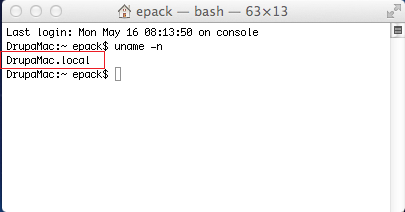 epack — bash — 63×13
Last login: Mon May 16 08:13:50 on console
DrupaMac:~ epack$ uname -n
DrupaMac.local
DrupaMac:~ epack$